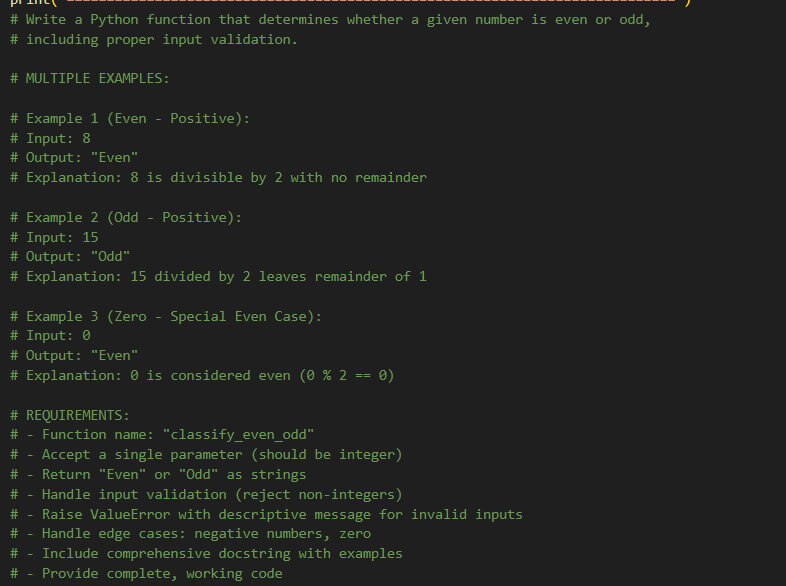 print("
")
# Write a Python function that determines whether a given number is even or odd,
# including proper input validation.
# MULTIPLE EXAMPLES:
# Example 1 (Even - Positive):
# Input: 8
# Output: "Even"
# Explanation: 8 is divisible by 2 with no remainder
# Example 2 (Odd - Positive):
# Input: 15
# Output: "Odd"
# Explanation: 15 divided by 2 leaves remainder of 1
# Example 3 (Zero - Special Even Case):
# Input: 0
# Output: "Even"
# Explanation: 0 is considered even (0 % 2 == 0)
# REQUIREMENTS:
# - Function name: "classify_even_odd"
# - Accept a single parameter (should be integer)
# - Return "Even" or "Odd" as strings
# - Handle input validation (reject non-integers)
# - Raise ValueError with descriptive message for invalid inputs
# - Handle edge cases: negative numbers, zero
# - Include comprehensive docstring with examples
# - Provide complete, working code